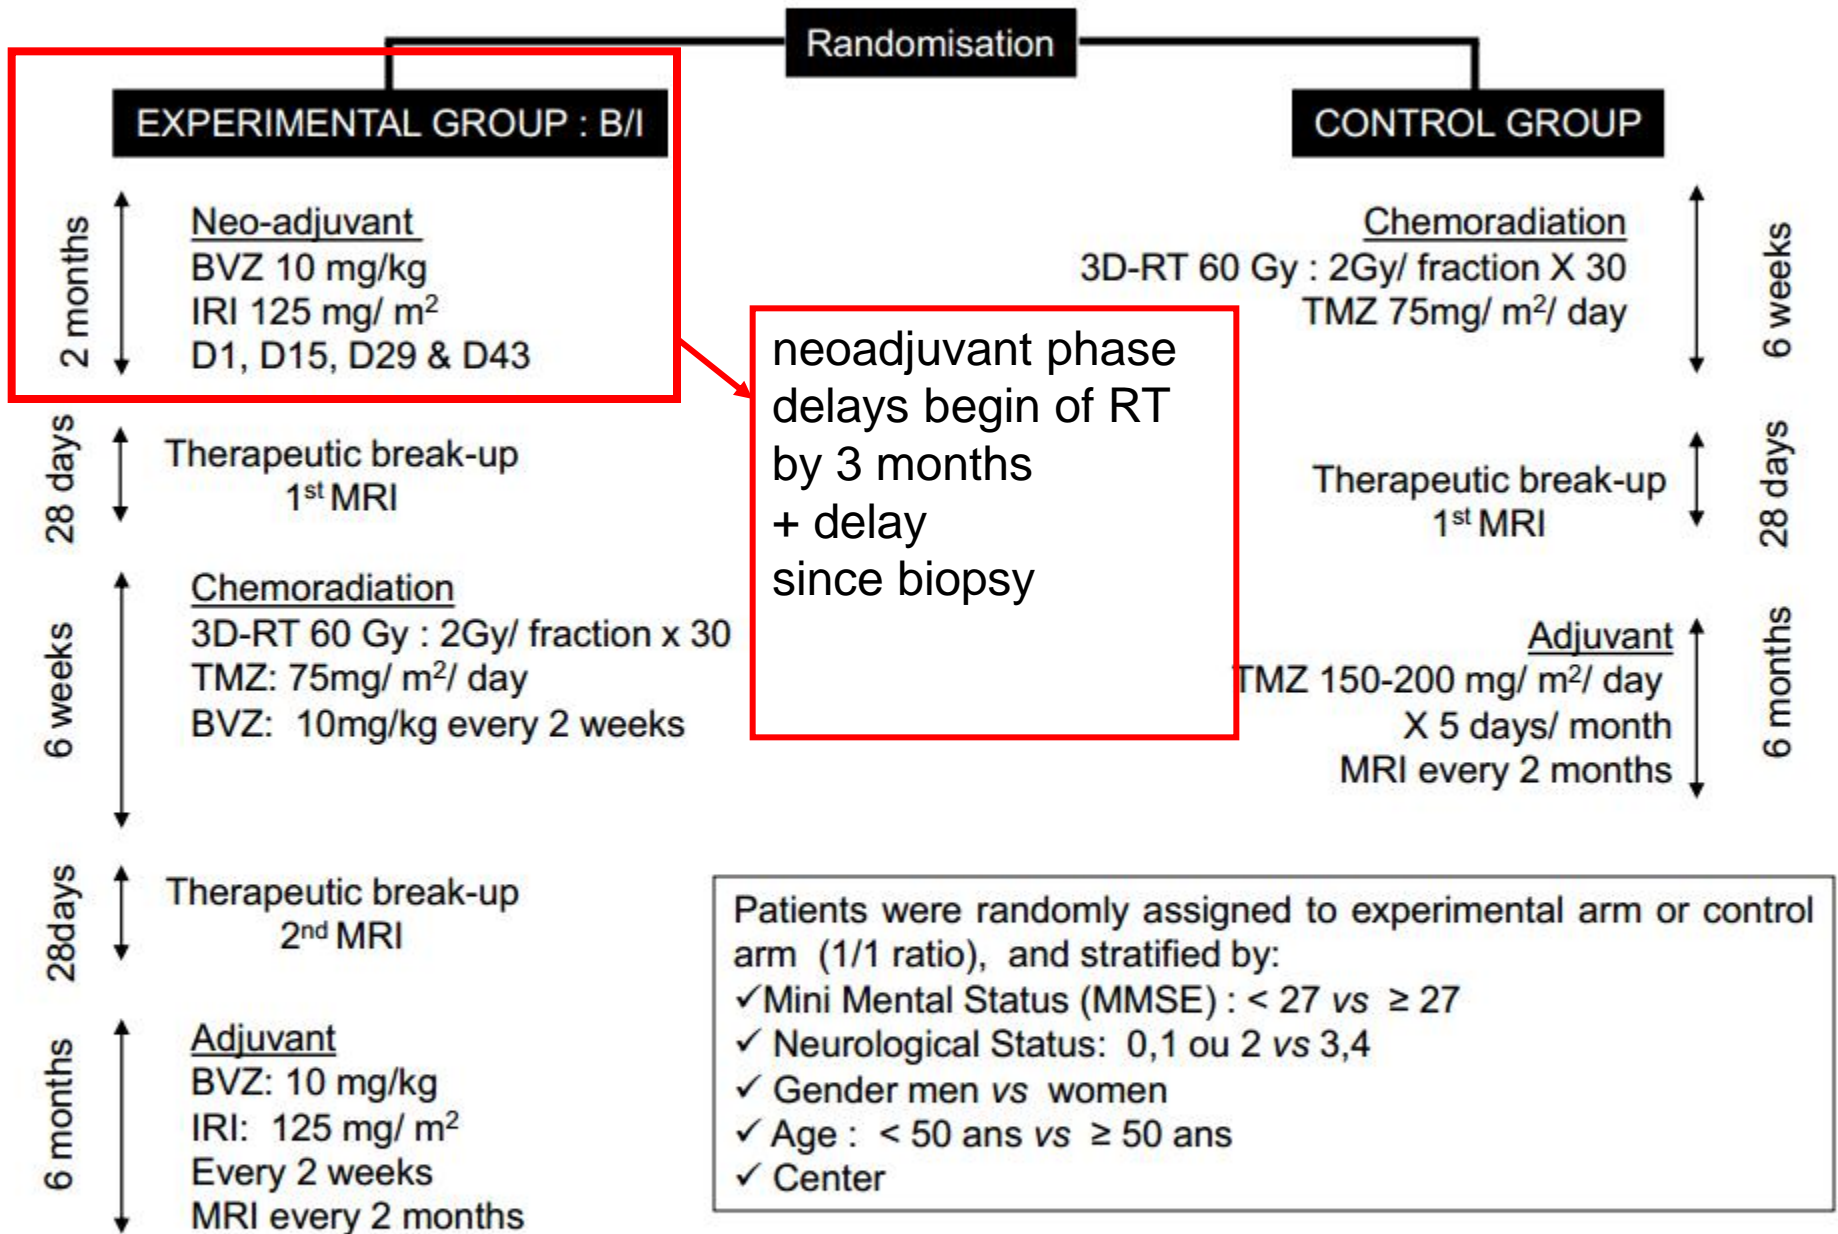 Randomisation
EXPERIMENTAL GROUP : B/I
2 months
Neo-adjuvant
BVZ 10 mg/kg
IRI 125 mg/ m²
D1, D15, D29 & D43
28 days
Therapeutic break-up
1st MRI
6 weeks
Chemoradiation
3D-RT 60 Gy : 2Gy/ fraction x 30
TMZ: 75mg/ m²/ day
BVZ: 10mg/kg every 2 weeks
28days
Therapeutic break-up
2nd MRI
6 months
Adjuvant
BVZ: 10 mg/kg
IRI: 125 mg/ m²
Every 2 weeks
MRI every 2 months
neoadjuvant phase
delays begin of RT
by 3 months
+ delay
since biopsy
CONTROL GROUP
Chemoradiation
3D-RT 60 Gy : 2Gy/ fraction X 30
TMZ 75mg/ m²/ day
6 weeks
Therapeutic break-up
1st MRI
28 days
Adjuvant
TMZ 150-200 mg/ m²/ day
X 5 days/ month
MRI every 2 months
6 months
Patients were randomly assigned to experimental arm or control
arm (1/1 ratio), and stratified by:
✓Mini Mental Status (MMSE) : < 27 vs ≥ 27
✓ Neurological Status: 0,1 ou 2 vs 3,4
✓ Gender men vs women
✓ Age : < 50 ans vs ≥ 50 ans
✓ Center